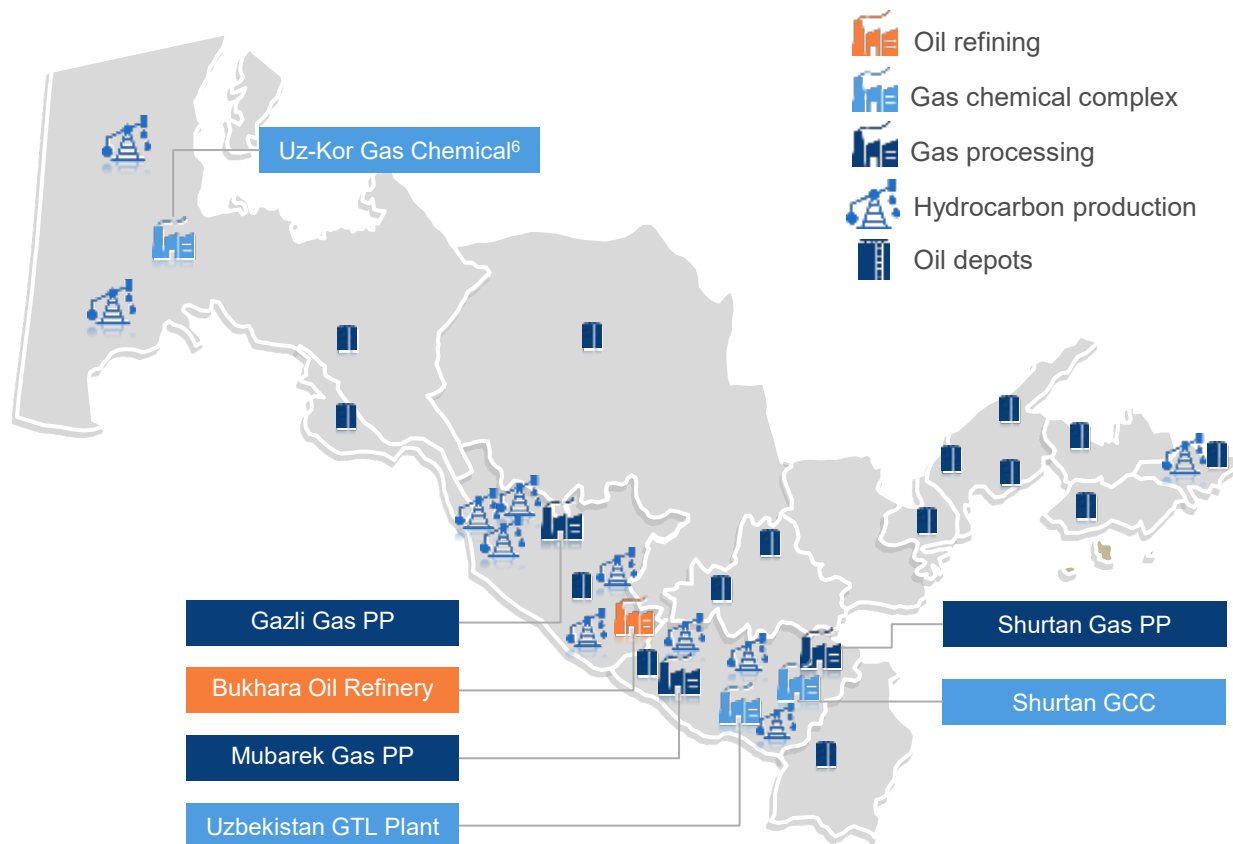 Oil refining
Gas chemical complex
Gas processing
Hydrocarbon production
Oil depots
Uz-Kor Gas Chemical⁶
Gazli Gas PP
Bukhara Oil Refinery
Mubarek Gas PP
Uzbekistan GTL Plant
Shurtan Gas PP
Shurtan GCC